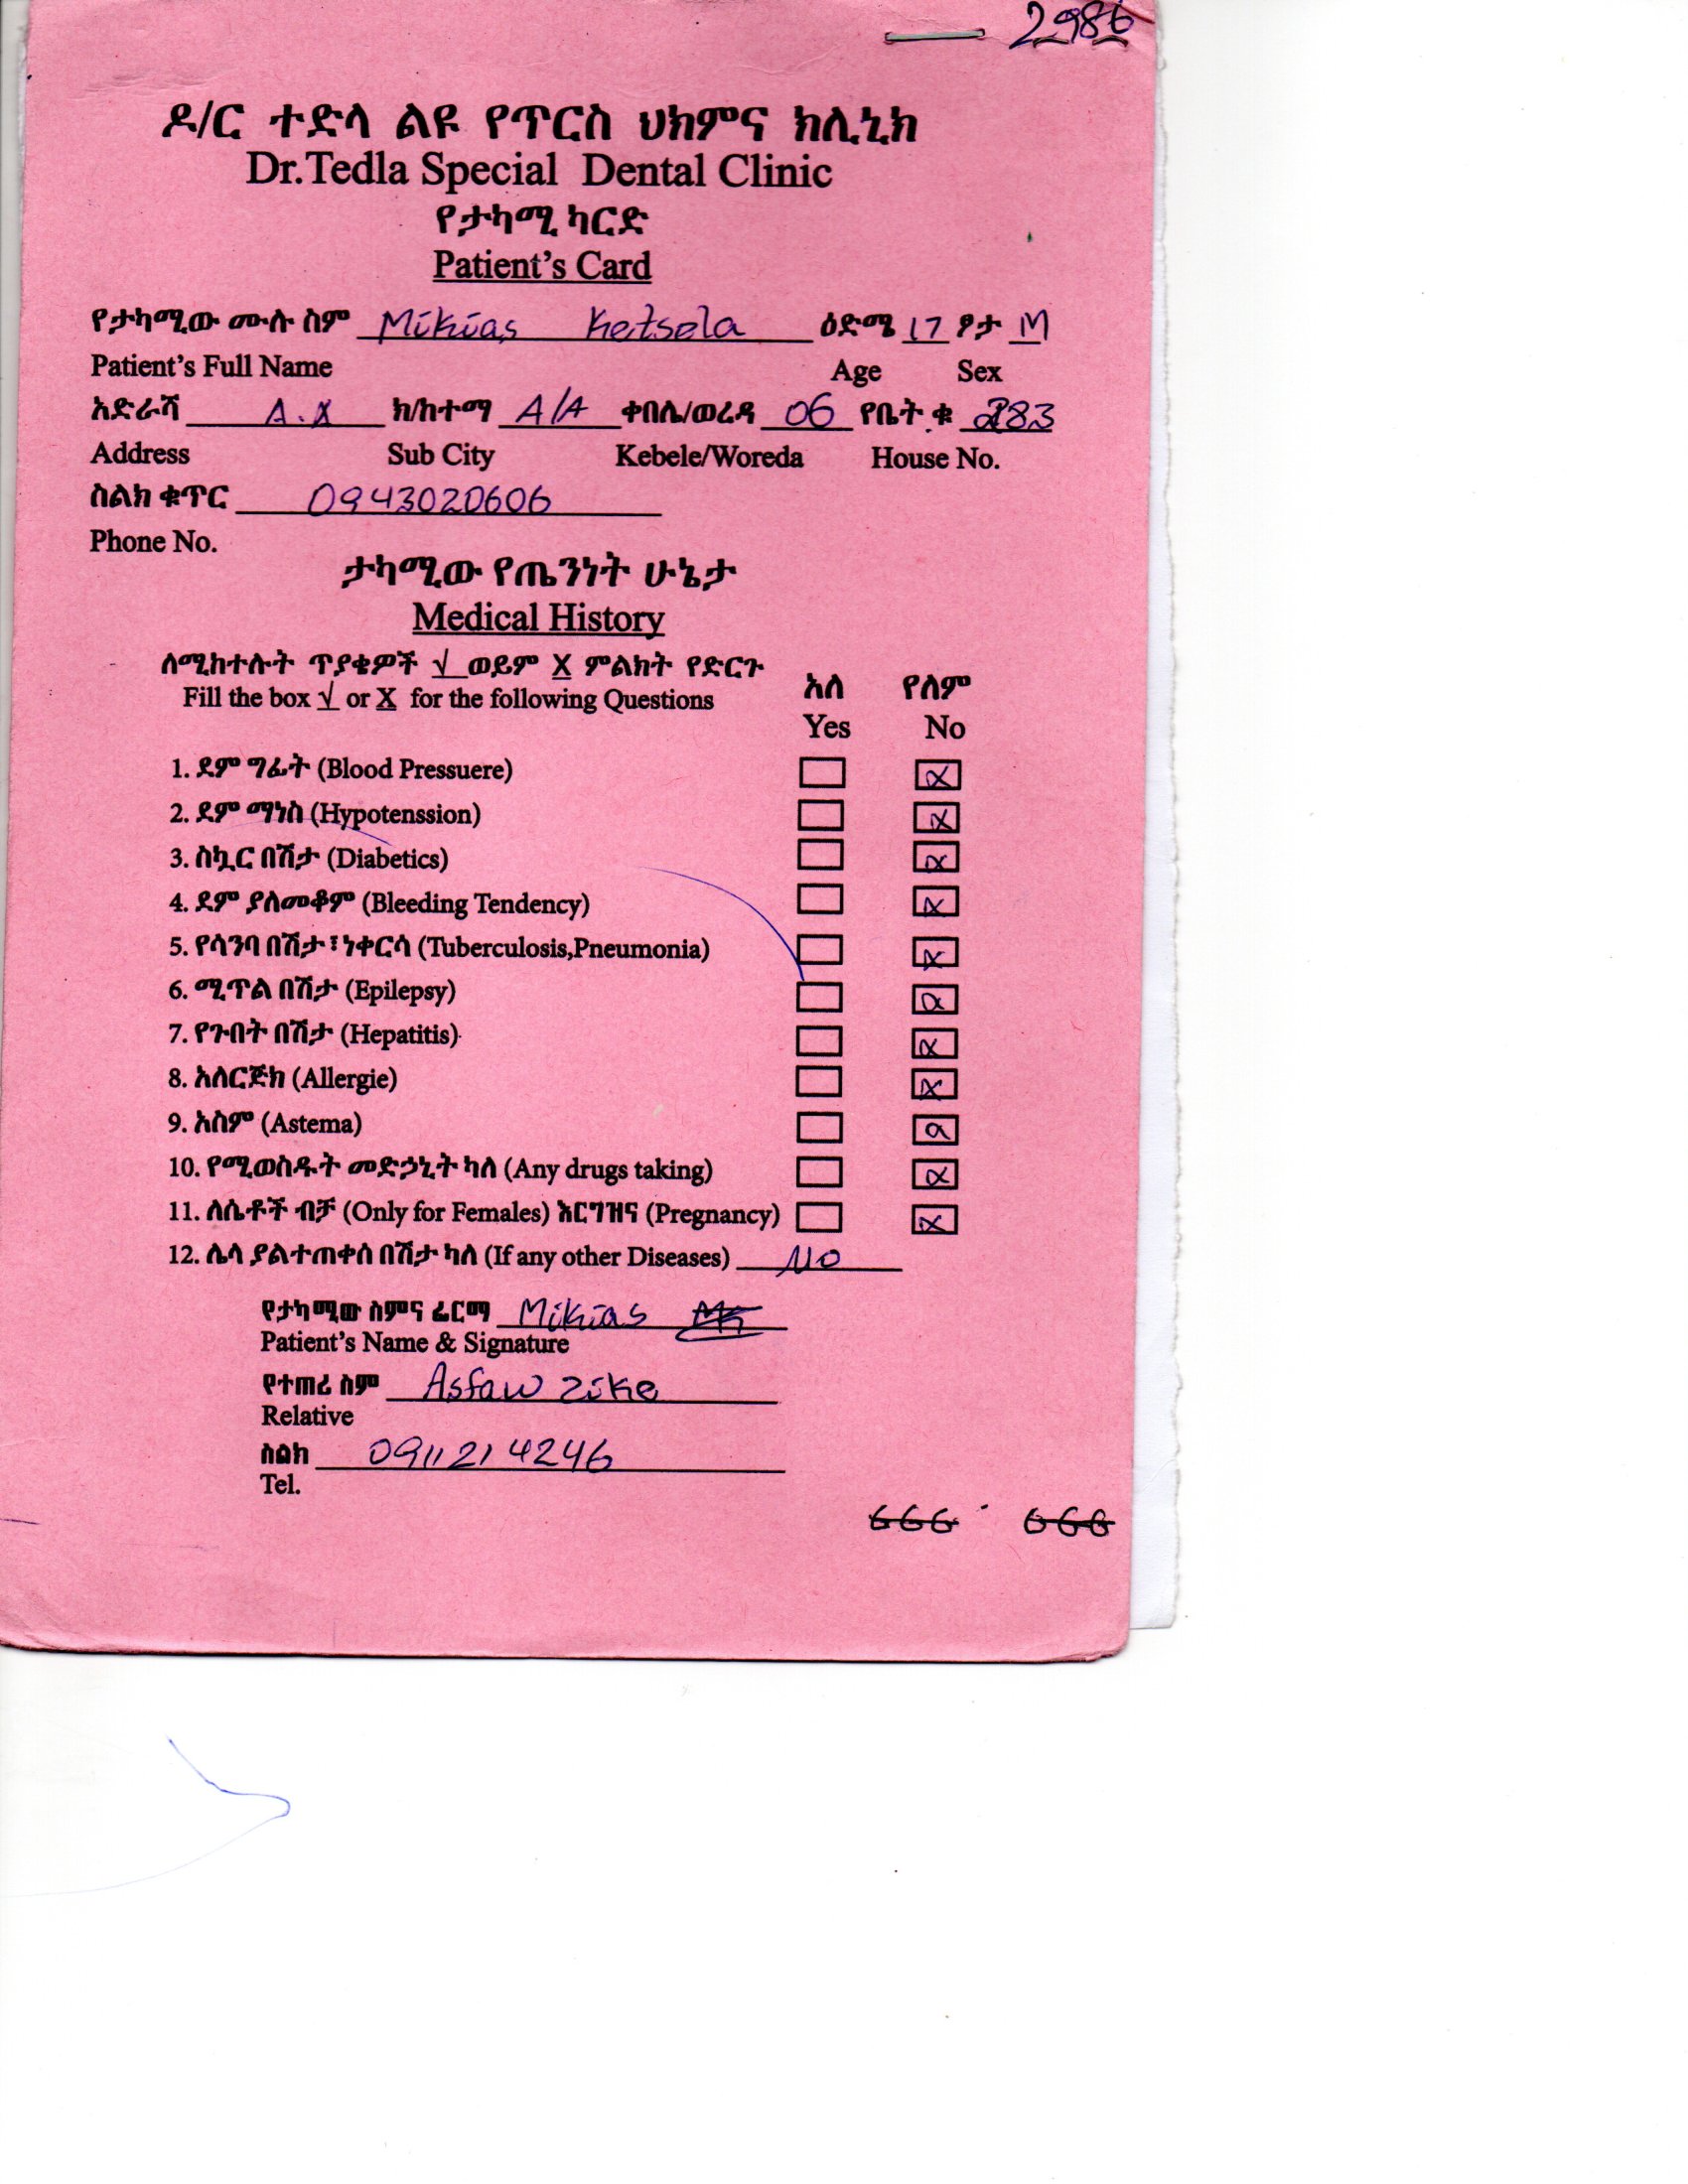 2986
ዶ/ር ተድላ ልዩ የጥርስ ህክምና ክሊኒክ
Dr.Tedla Special Dental Clinic
የታካሚ ካርድ
Patient's Card
የታካሚው ሙሉ ስም Mikias Ketsela ዕድሜ 17 ፆታ M
Patient's Full Name Age Sex
አድራሻ A.A ክ/ከተማ A/A ቀበሌ/ወረዳ 06 የቤት ቁ 283
Address Sub City Kebele/Woreda House No.
ስልክ ቁጥር 0943020606
Phone No.
ታካሚው የጤንነት ሁኔታ
Medical History
ለሚከተሉት ጥያቄዎች √ ወይም X ምልክት የድርጉ
Fill the box √ or X for the following Questions
አለ የለም
Yes No
1. ደም ግፊት (Blood Pressuere) X
2. ደም ማነስ (Hypotenssion) X
3. ስኳር በሽታ (Diabetics) X
4. ደም ያለመቆም (Bleeding Tendency) X
5. የሳንባ በሽታ፣ነቀርሳ (Tuberculosis,Pneumonia) X
6. ሚጥል በሽታ (Epilepsy) X
7. የጉበት በሽታ (Hepatitis) X
8. አለርጅክ (Allergie) X
9. አስም (Astema) X
10. የሚወስዱት መድኃኒት ካለ (Any drugs taking) X
11. ለሴቶች ብቻ (Only for Females) እርግዝና (Pregnancy) X
12. ሌላ ያልተጠቀሰ በሽታ ካለ (If any other Diseases) NO
የታካሚው ስምና ፊርማ Mikias
Patient's Name & Signature
የተጠሪ ስም Asfaw Zike
Relative
ስልክ 0911214246
Tel.
666 666